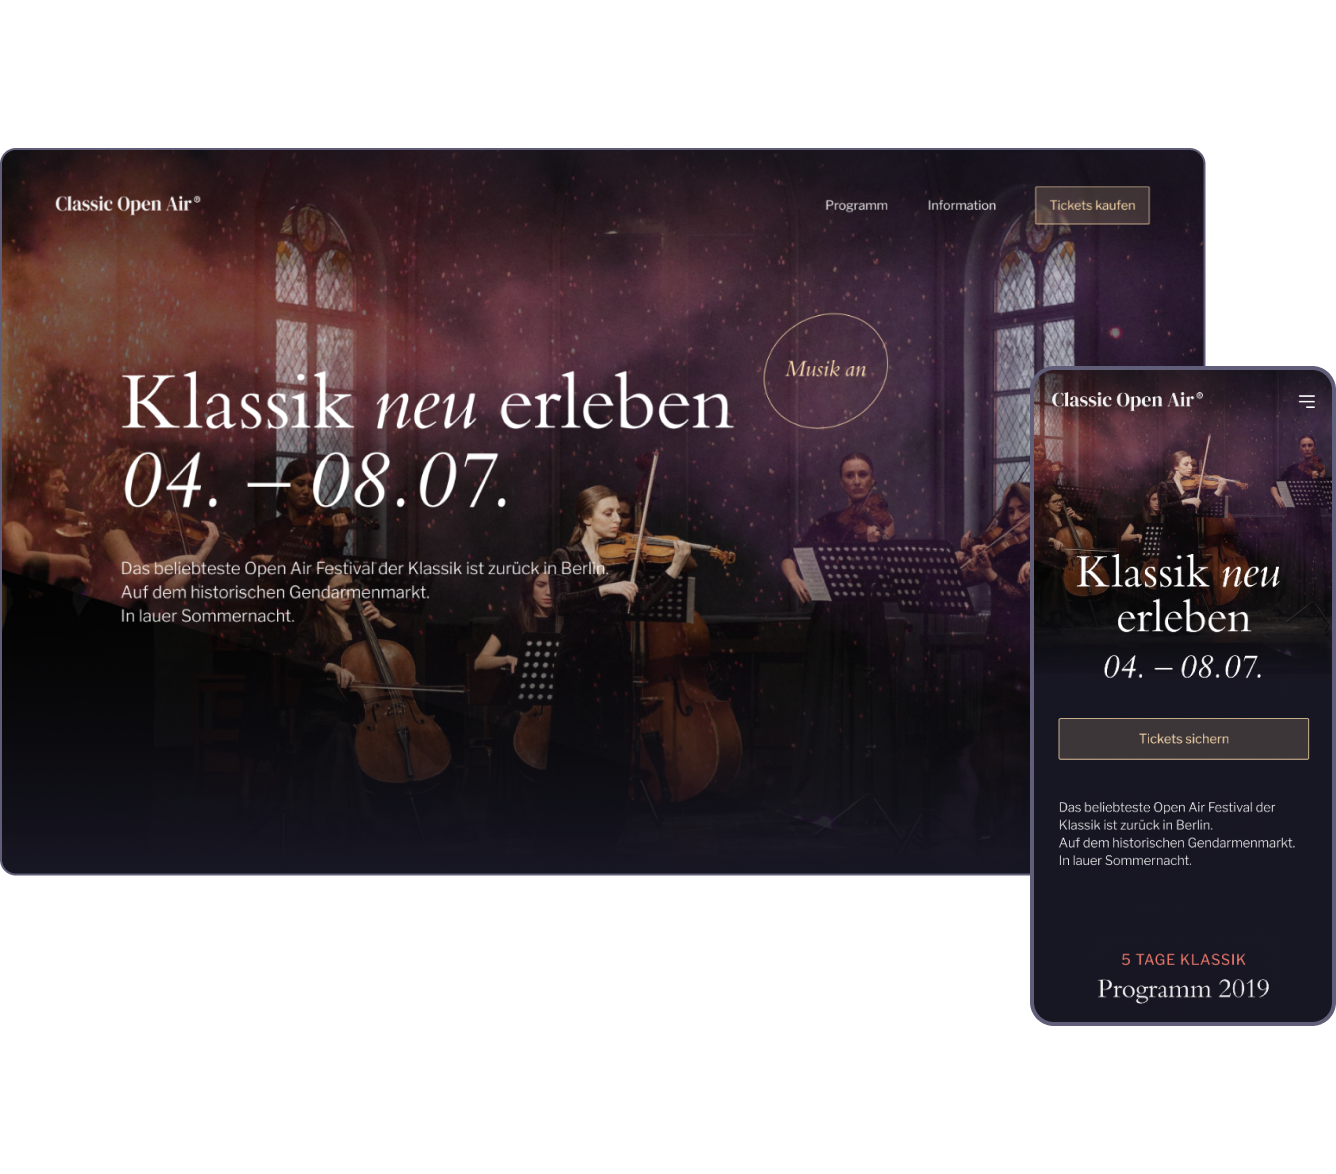 Classic Open Air®
Programm
Information
Tickets kaufen
Musik an
Klassik neu erleben
04. – 08.07.
Das beliebteste Open Air Festival der Klassik ist zurück in Berlin.
Auf dem historischen Gendarmenmarkt.
In lauer Sommernacht.
Classic Open Air®
Klassik neu
erleben
04. – 08.07.
Tickets sichern
Das beliebteste Open Air Festival der
Klassik ist zurück in Berlin.
Auf dem historischen Gendarmenmarkt.
In lauer Sommernacht.
5 TAGE KLASSIK
Programm 2019